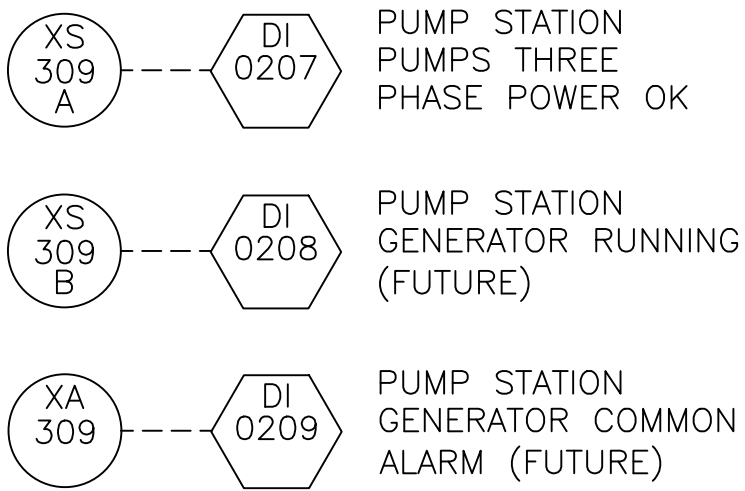 XS
309
A
DI
0207
PUMP STATION
PUMPS THREE
PHASE POWER OK
XS
309
B
DI
0208
PUMP STATION
GENERATOR RUNNING
(FUTURE)
XA
309
DI
0209
PUMP STATION
GENERATOR COMMON
ALARM (FUTURE)